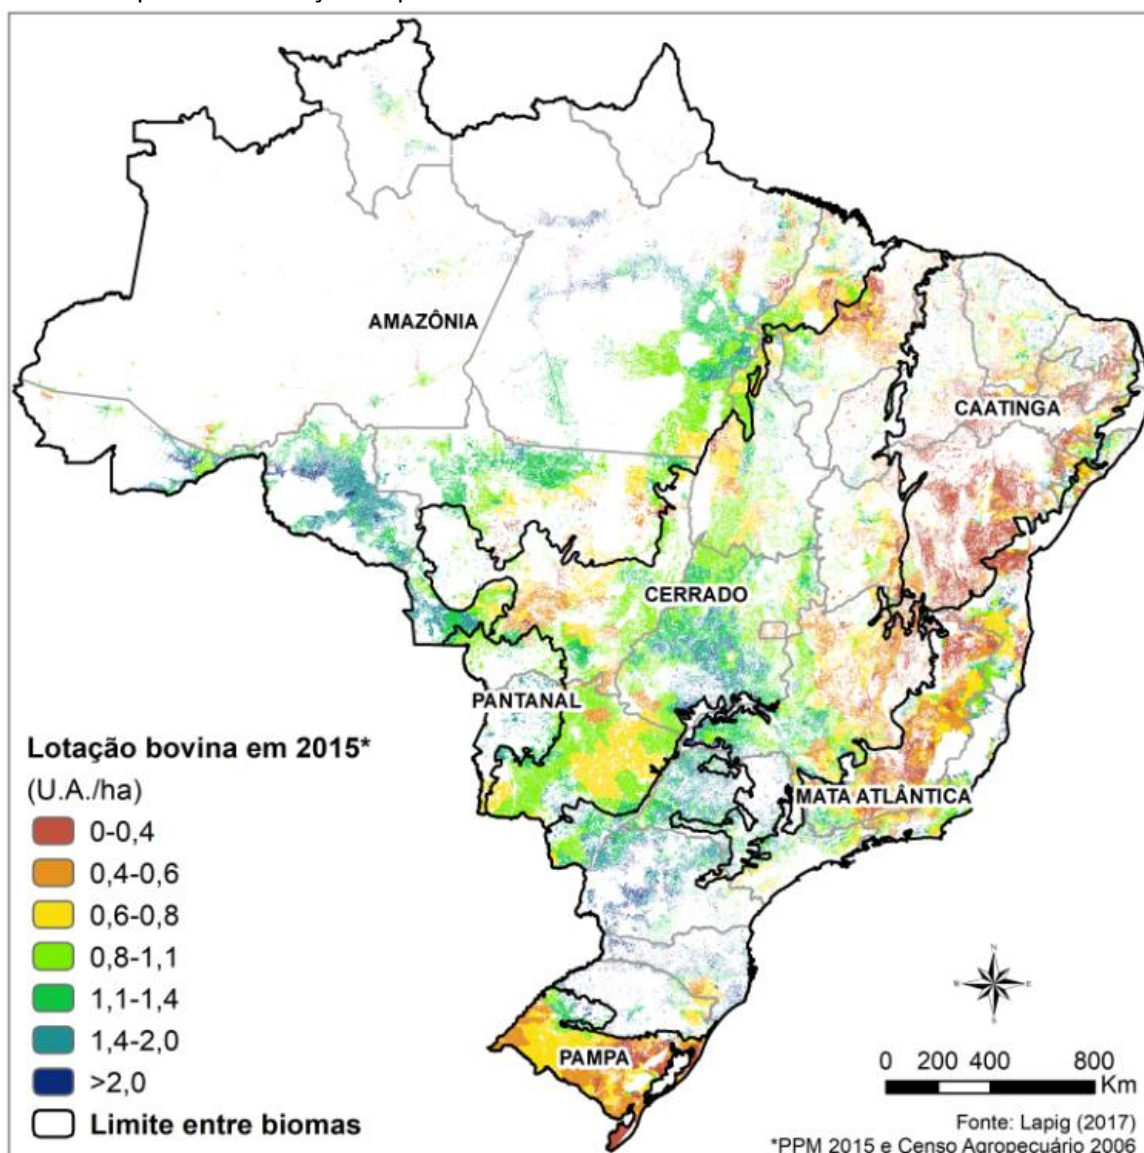 AMAZÔNIA
CAATINGA
CERRADO
PANTANAL
MATA ATLÂNTICA
PAMPA
Lotação bovina em 2015*
(U.A./ha)
0-0,4
0,4-0,6
0,6-0,8
0,8-1,1
1,1-1,4
1,4-2,0
>2,0
Limite entre biomas
N
W
E
S
0 200 400 800
Km
Fonte: Lapig (2017)
*PPM 2015 e Censo Agropecuário 2006